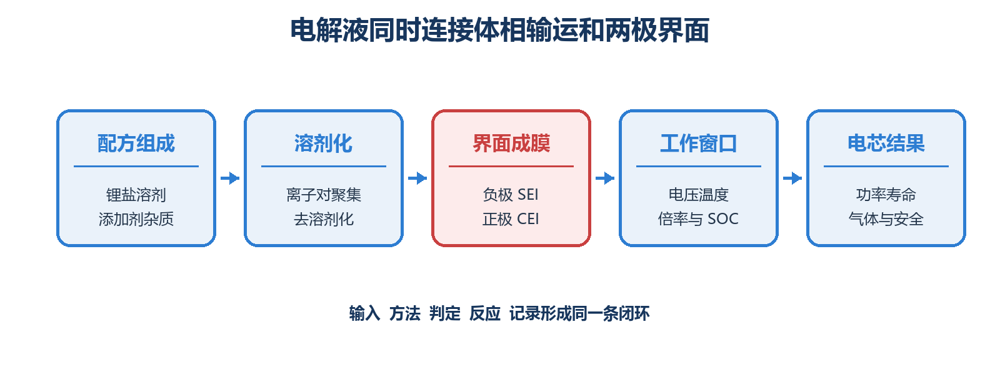 电解液同时连接体相输运和两极界面
配方组成
锂盐溶剂
添加剂杂质
溶剂化
离子对聚集
去溶剂化
界面成膜
负极 SEI
正极 CEI
工作窗口
电压温度
倍率与 SOC
电芯结果
功率寿命
气体与安全
输入 方法 判定 反应 记录形成同一条闭环